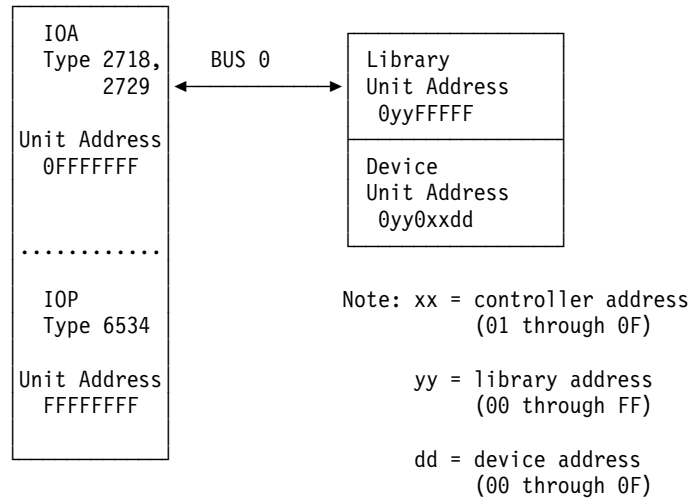 IOA
Type 2718,
2729
Unit Address
0FFFFFFF
............
IOP
Type 6534
Unit Address
FFFFFFFF
BUS 0
Library
Unit Address
0yyFFFFF
Device
Unit Address
0yy0xxdd
Note: xx = controller address
(01 through 0F)
yy = library address
(00 through FF)
dd = device address
(00 through 0F)